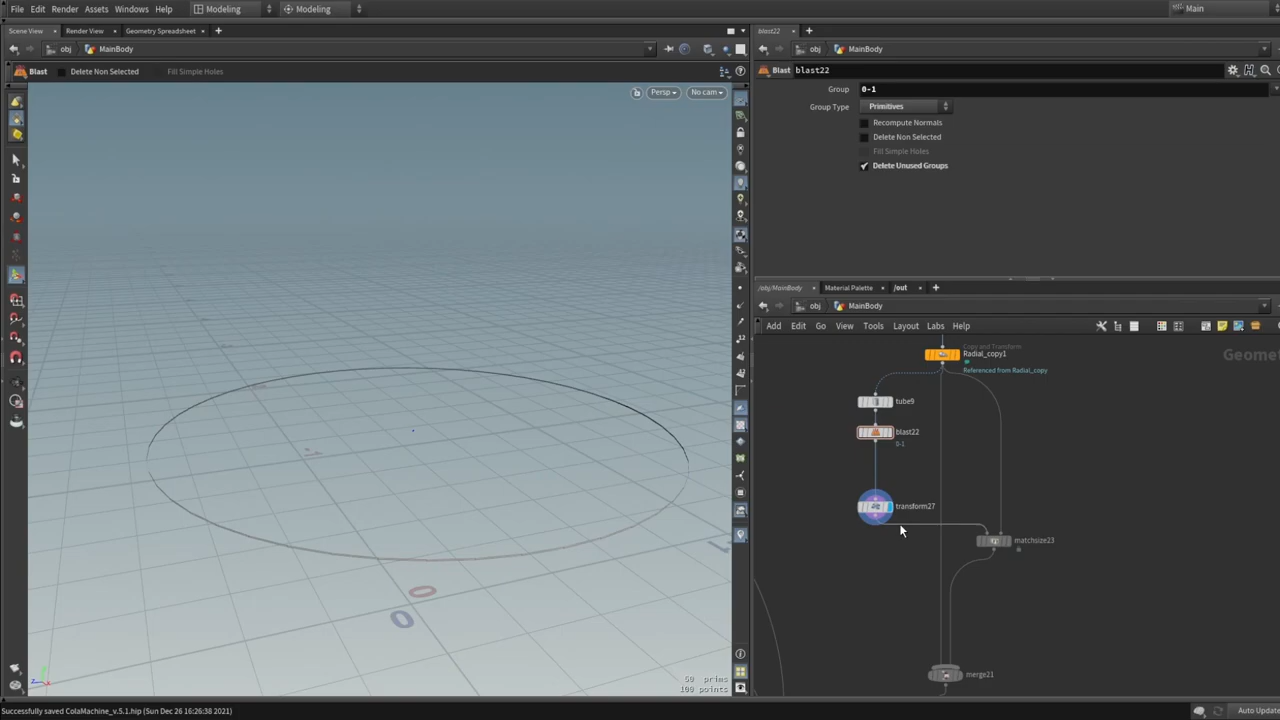 File Edit Render Assets Windows Help Modeling Modeling Main
Scene View Render View Geometry Spreadsheet
obj MainBody
Blast Delete Non Selected Fill Simple Holes
Persp No cam
0
0
50 prims
100 points
blast22
obj MainBody
Blast blast22
Group 0-1
Group Type Primitives
Recompute Normals
Delete Non Selected
Fill Simple Holes
Delete Unused Groups
/obj/MainBody Material Palette /out
obj MainBody
Add Edit Go View Tools Layout Labs Help
Copy and Transform
Radial_copy1
Referenced from Radial_copy
Geomet
tube9
blast22
0-1
transform27
matchsize23
merge21
Successfully saved ColaMachine_v.5.1.hip (Sun Dec 26 16:26:38 2021)
Auto Update